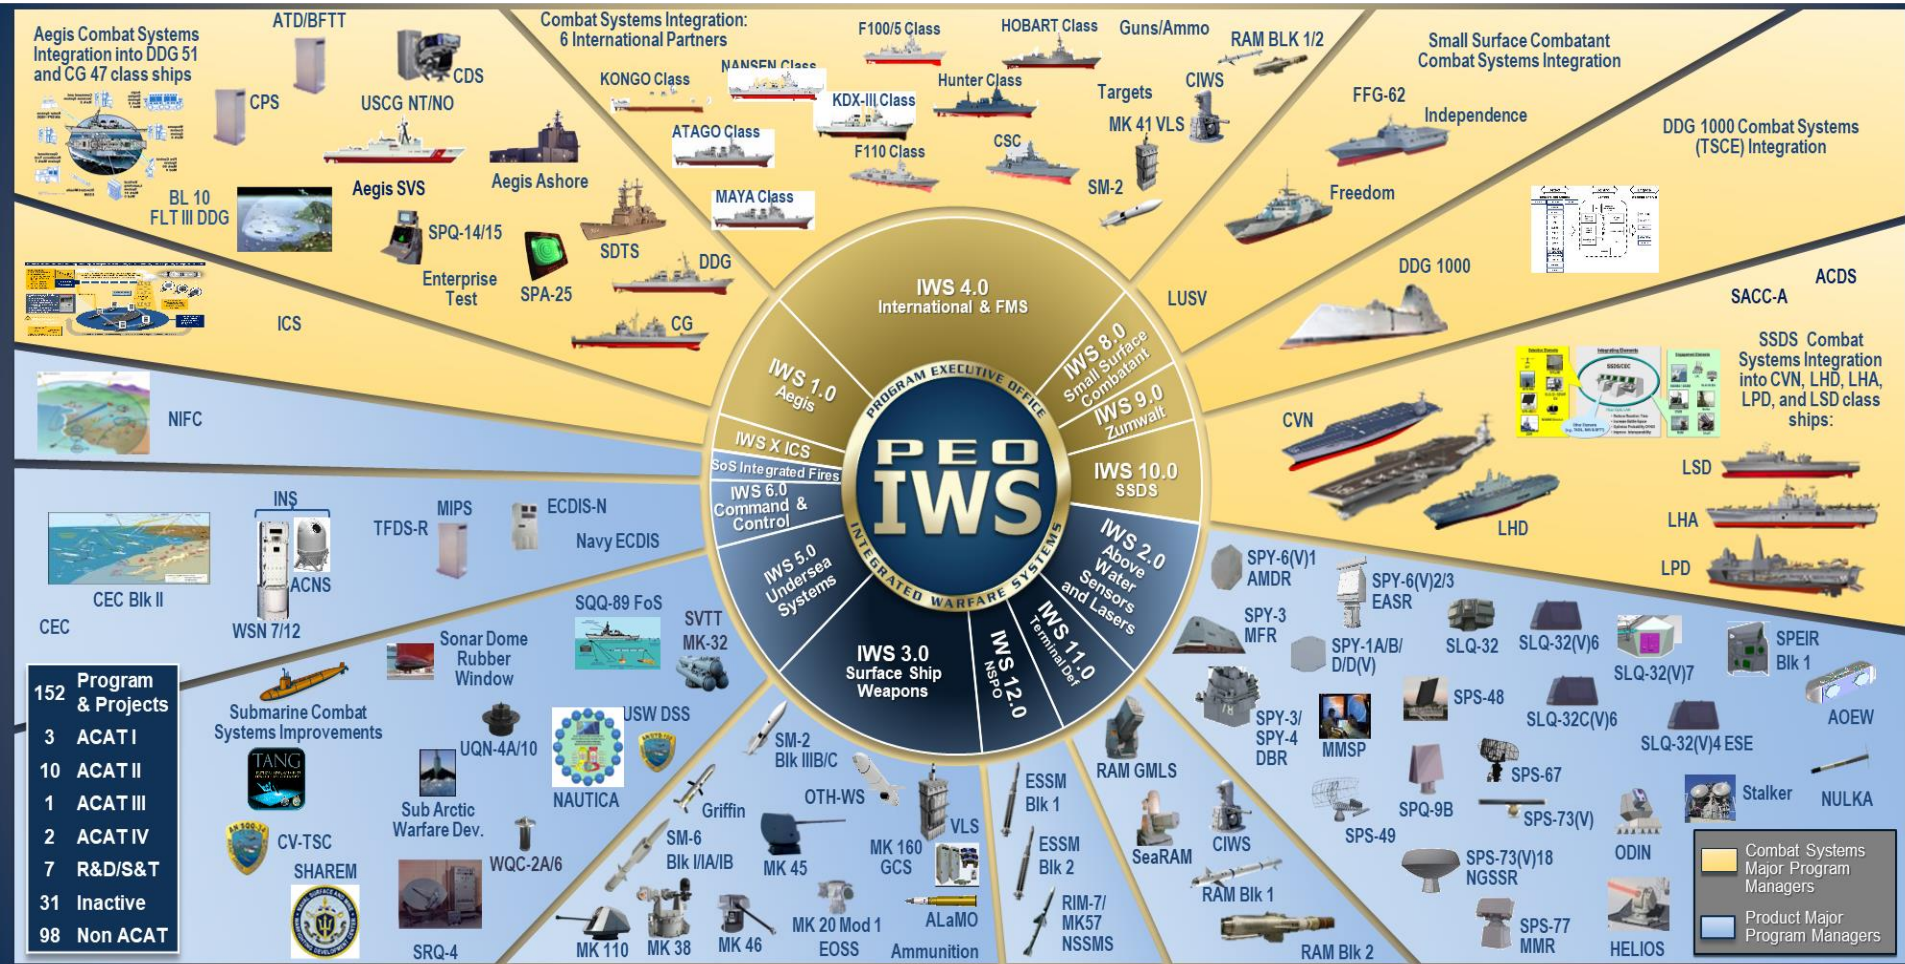 Aegis Combat Systems
Integration into DDG 51
and CG 47 class ships
ATD/BFTT
CDS
CPS
USCG NT/NO
BL 10
FLT III DDG
Aegis SVS
Aegis Ashore
SPQ-14/15
Enterprise
Test
SPA-25
SDTS
DDG
CG
Combat Systems Integration:
6 International Partners
F100/5 Class
HOBART Class
KONGO Class
NANSEN Class
Hunter Class
KDX-III Class
ATAGO Class
F110 Class
CSC
MAYA Class
Guns/Ammo
RAM BLK 1/2
CIWS
Targets
MK 41 VLS
SM-2
Small Surface Combatant
Combat Systems Integration
FFG-62
Independence
Freedom
LUSV
DDG 1000 Combat Systems
(TSCE) Integration
DDG 1000
ACDS
SACC-A
SSDS Combat
Systems Integration
into CVN, LHD, LHA,
LPD, and LSD class
ships:
Integrating Elements
SSDS/CEC
CVN
LHD
LSD
LHA
LPD
ICS
NIFC
INS
ACNS
WSN 7/12
CEC Blk II
CEC
MIPS
TFDS-R
ECDIS-N
Navy ECDIS
IWS 4.0
International & FMS
IWS 8.0
Small Surface
Combatant
IWS 9.0
Zumwalt
IWS 10.0
SSDS
IWS 2.0
Above
Water
Sensors
and Lasers
IWS 11.0
Terminal Def
IWS 12.0
NSPO
IWS 3.0
Surface Ship
Weapons
IWS 5.0
Undersea
Systems
IWS 6.0
Command &
Control
SoS Integrated Fires
IWS X ICS
IWS 1.0
Aegis
PROGRAM EXECUTIVE OFFICE
PEO
IWS
INTEGRATED WARFARE SYSTEMS
152 Program
& Projects
3 ACAT I
10 ACAT II
1 ACAT III
2 ACAT IV
7 R&D/S&T
31 Inactive
98 Non ACAT
Submarine Combat
Systems Improvements
TANG
Sonar Dome
Rubber
Window
SQQ-89 FoS
SVTT
MK-32
UQN-4A/10
USW DSS
NAUTICA
Sub Arctic
Warfare Dev.
CV-TSC
SHAREM
WQC-2A/6
SRQ-4
SM-2
Blk IIIB/C
Griffin
OTH-WS
VLS
SM-6
Blk I/IA/IB
MK 45
MK 160
GCS
MK 110
MK 38
MK 46
MK 20 Mod 1
EOSS
ALaMO
Ammunition
ESSM
Blk 1
ESSM
Blk 2
RIM-7/
MK57
NSSMS
RAM GMLS
SeaRAM
CIWS
RAM Blk 1
RAM Blk 2
SPY-6(V)1
AMDR
SPY-6(V)2/3
EASR
SPY-3
MFR
SPY-1A/B/
D/D(V)
SLQ-32
SLQ-32(V)6
SLQ-32(V)7
SPEIR
Blk 1
SPY-3/
SPY-4
DBR
MMSP
SPS-48
SLQ-32C(V)6
SLQ-32(V)4 ESE
AOEW
SPS-49
SPQ-9B
SPS-67
SPS-73(V)
Stalker
NULKA
ODIN
SPS-73(V)18
NGSSR
SPS-77
MMR
HELIOS
Combat Systems
Major Program
Managers
Product Major
Program Managers